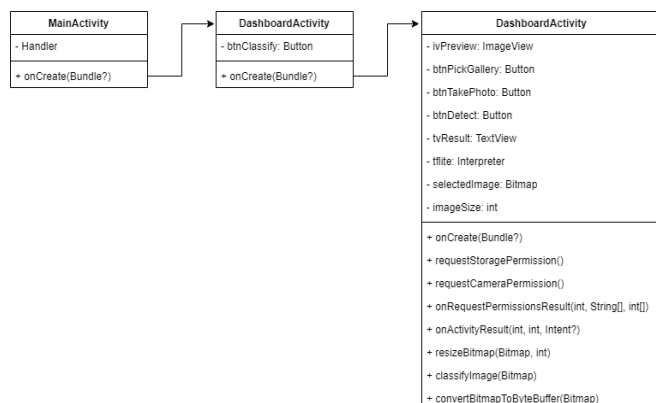 MainActivity
- Handler
+ onCreate(Bundle?)
DashboardActivity
- btnClassify: Button
+ onCreate(Bundle?)
DashboardActivity
- ivPreview: ImageView
- btnPickGallery: Button
- btnTakePhoto: Button
- btnDetect: Button
- tvResult: TextView
- tflite: Interpreter
- selectedImage: Bitmap
- imageSize: int
+ onCreate(Bundle?)
+ requestStoragePermission()
+ requestCameraPermission()
+ onRequestPermissionsResult(int, String[], int[])
+ onActivityResult(int, int, Intent?)
+ resizeBitmap(Bitmap, int)
+ classifyImage(Bitmap)
+ convertBitmapToByteBuffer(Bitmap)